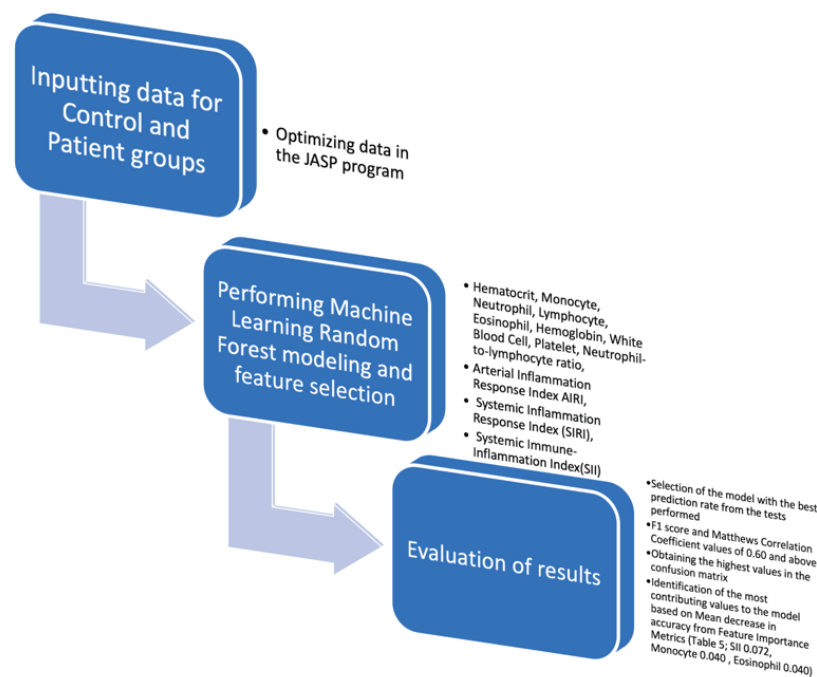 Inputting data for
Control and
Patient groups
• Optimizing data in
the JASP program
Performing Machine
Learning Random
Forest modeling and
feature selection
• Hematocrit, Monocyte,
Neutrophil, Lymphocyte,
Eosinophil, Hemoglobin, White
Blood Cell, Platelet, Neutrophil-
to-lymphocyte ratio,
• Arterial Inflammation
Response Index AIRI,
• Systemic Inflammation
Response Index (SIRI),
• Systemic Immune-
Inflammation Index(SII)
Evaluation of results
•Selection of the model with the best
prediction rate from the tests
performed
•F1 score and Matthews Correlation
Coefficient values of 0.60 and above
•Obtaining the highest values in the
confusion matrix
•Identification of the most
contributing values to the model
based on Mean decrease in
accuracy from Feature Importance
Metrics (Table 5; SII 0.072,
Monocyte 0.040 , Eosinophil 0.040)